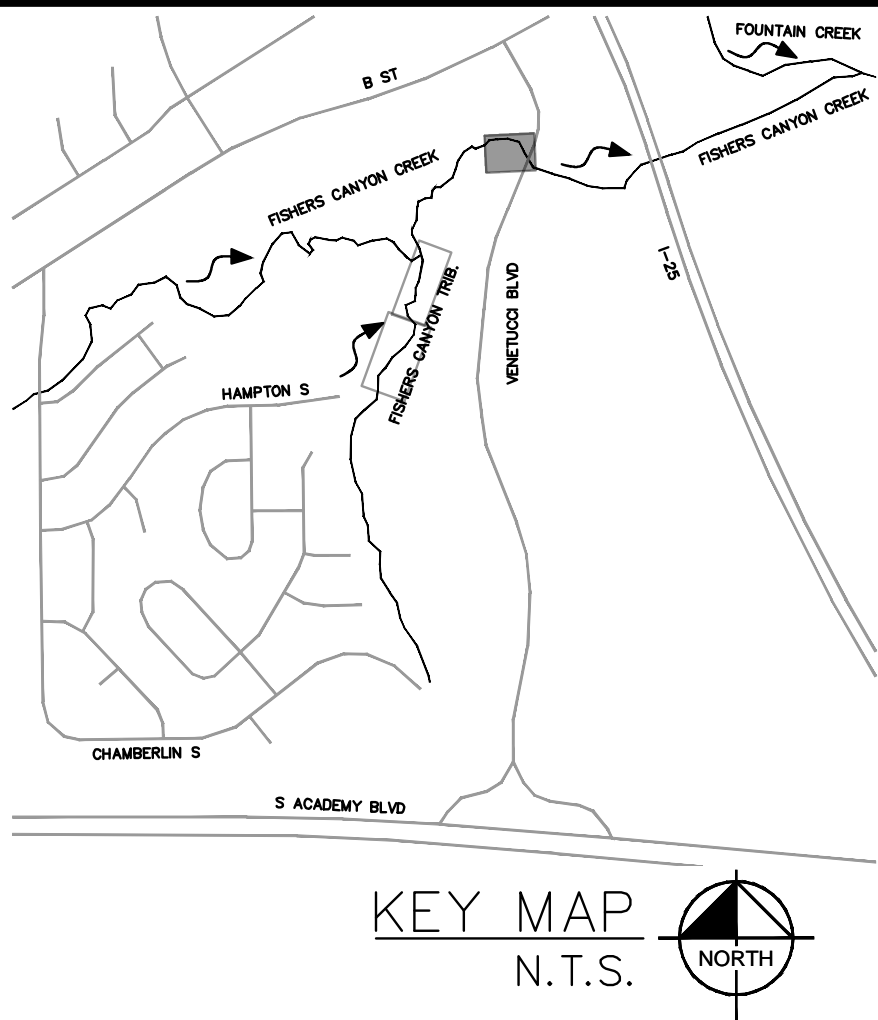 FOUNTAIN CREEK
B ST
FISHERS CANYON CREEK
FISHERS CANYON CREEK
I-25
FISHERS CANYON TRIB.
VENETUCCI BLVD
HAMPTON S
CHAMBERLIN S
S ACADEMY BLVD
KEY MAP
N.T.S.
NORTH